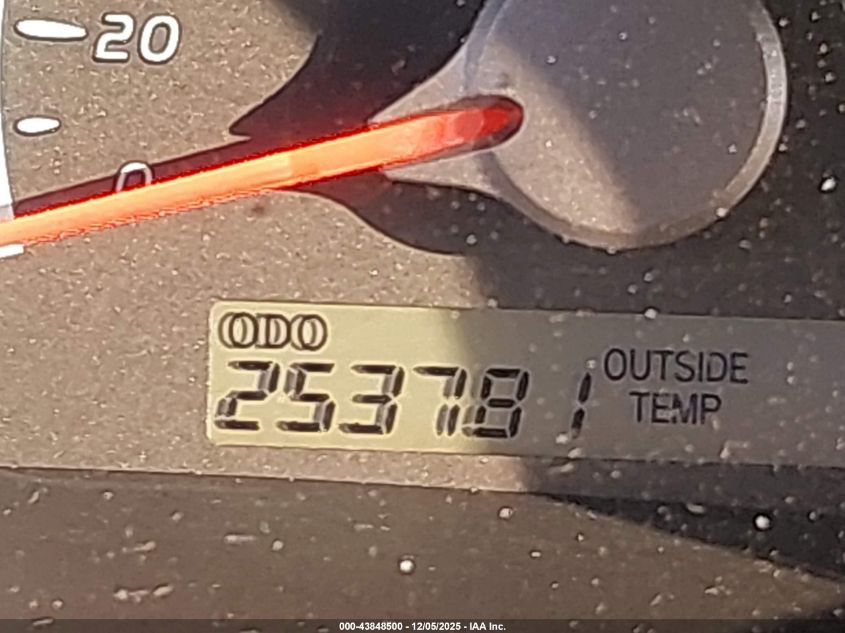 20
0
ODO
253781
OUTSIDE
TEMP
000-43848500 - 12/05/2025 - IAA Inc.